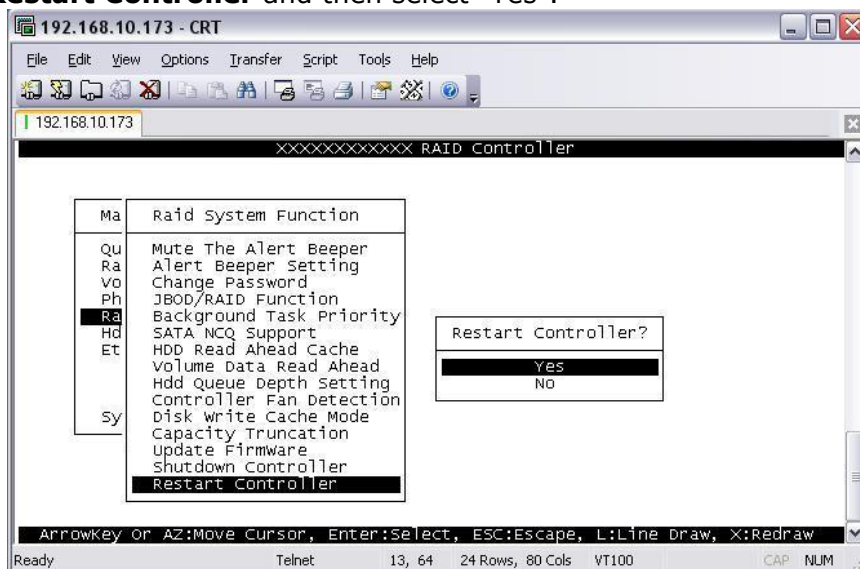 Restart Controller and then select "Yes".
192.168.10.173 - CRT
File Edit View Options Transfer Script Tools Help
192.168.10.173
XXXXXXXXXXXX RAID Controller
Ma
Qu
Ra
Vo
Ph
Ra
Hd
Et
Sy
Raid System Function
Mute The Alert Beeper
Alert Beeper Setting
Change Password
JBOD/RAID Function
Background Task Priority
SATA NCQ Support
HDD Read Ahead Cache
Volume Data Read Ahead
Hdd Queue Depth Setting
Controller Fan Detection
Disk Write Cache Mode
Capacity Truncation
Update FirmWare
Shutdown Controller
Restart Controller
Restart Controller?
Yes
No
ArrowKey Or AZ:Move Cursor, Enter:Select, ESC:Escape, L:Line Draw, X:Redraw
Ready Telnet 13, 64 24 Rows, 80 Cols VT100 CAP NUM